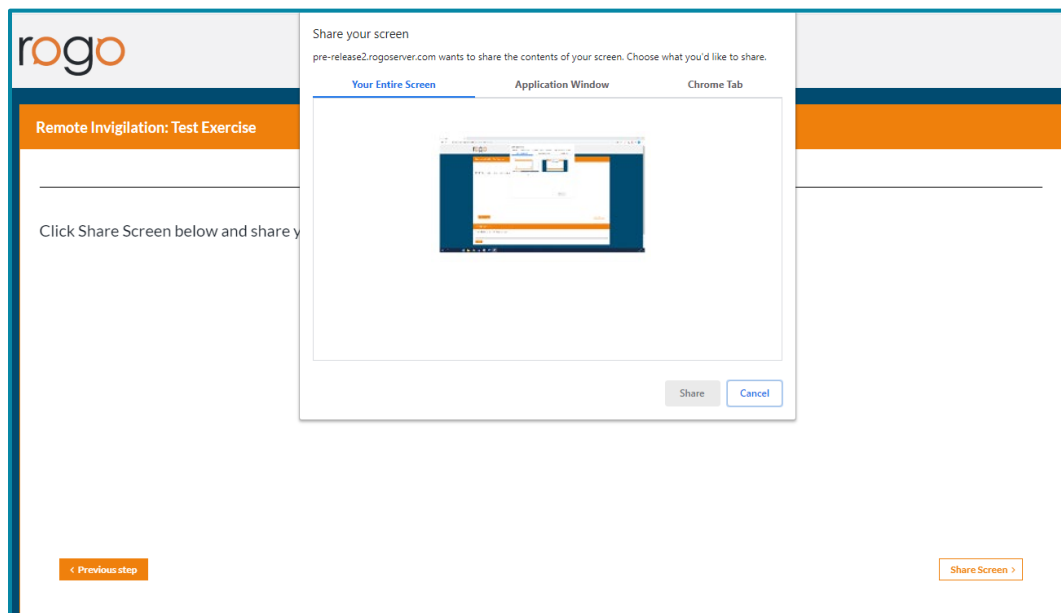 rogo
Share your screen
pre-release2.rogoserver.com wants to share the contents of your screen. Choose what you'd like to share.
Your Entire Screen
Application Window
Chrome Tab
Remote Invigilation: Test Exercise
Click Share Screen below and share y
Share
Cancel
< Previous step
Share Screen >